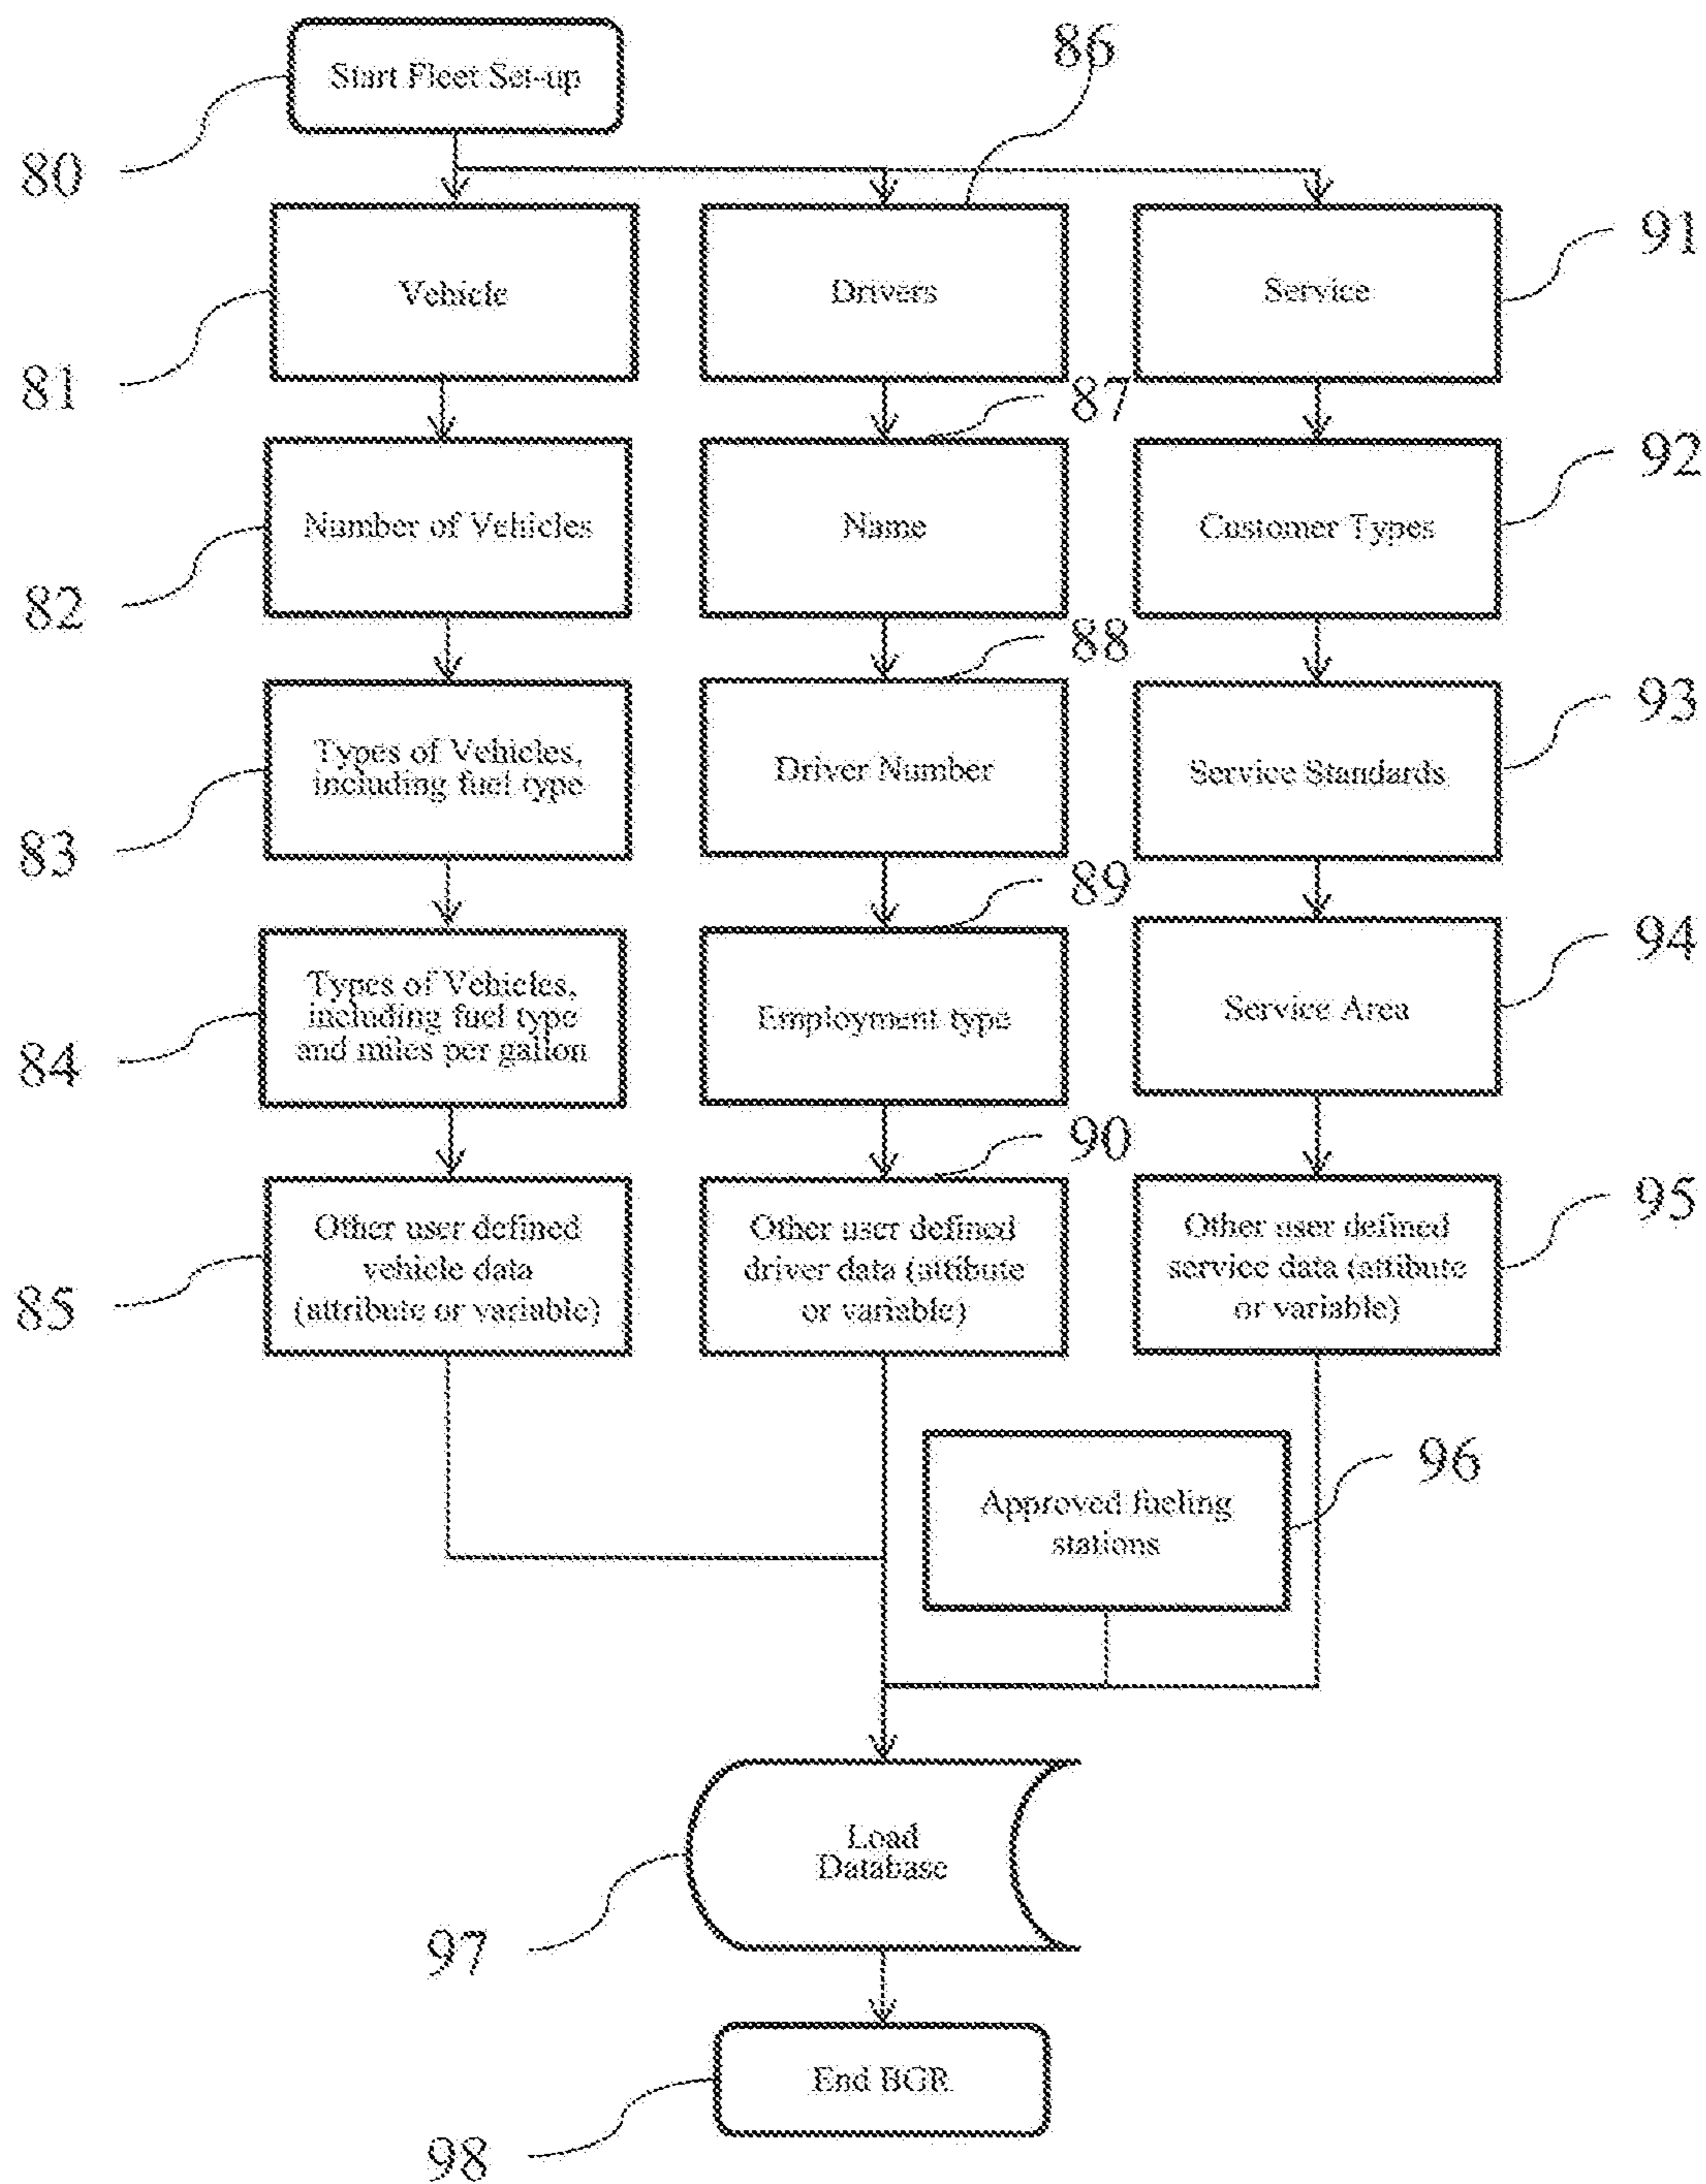 86
Start Fleet Set-up
80
Vehicle
Drivers
Service
91
81
87
Number of Vehicles
Name
Customer Types
92
82
88
Types of Vehicles,
including fuel type
Driver Number
Service Standards
93
83
89
Types of Vehicles,
including fuel type
and miles per gallon
Employment type
Service Area
94
84
90
Other user defined
vehicle data
(attribute or variable)
Other user defined
driver data (attibute
or variable)
Other user defined
service data (attibute
or variable)
95
85
Approved fueling
stations
96
Load
Database
97
End BGR
98